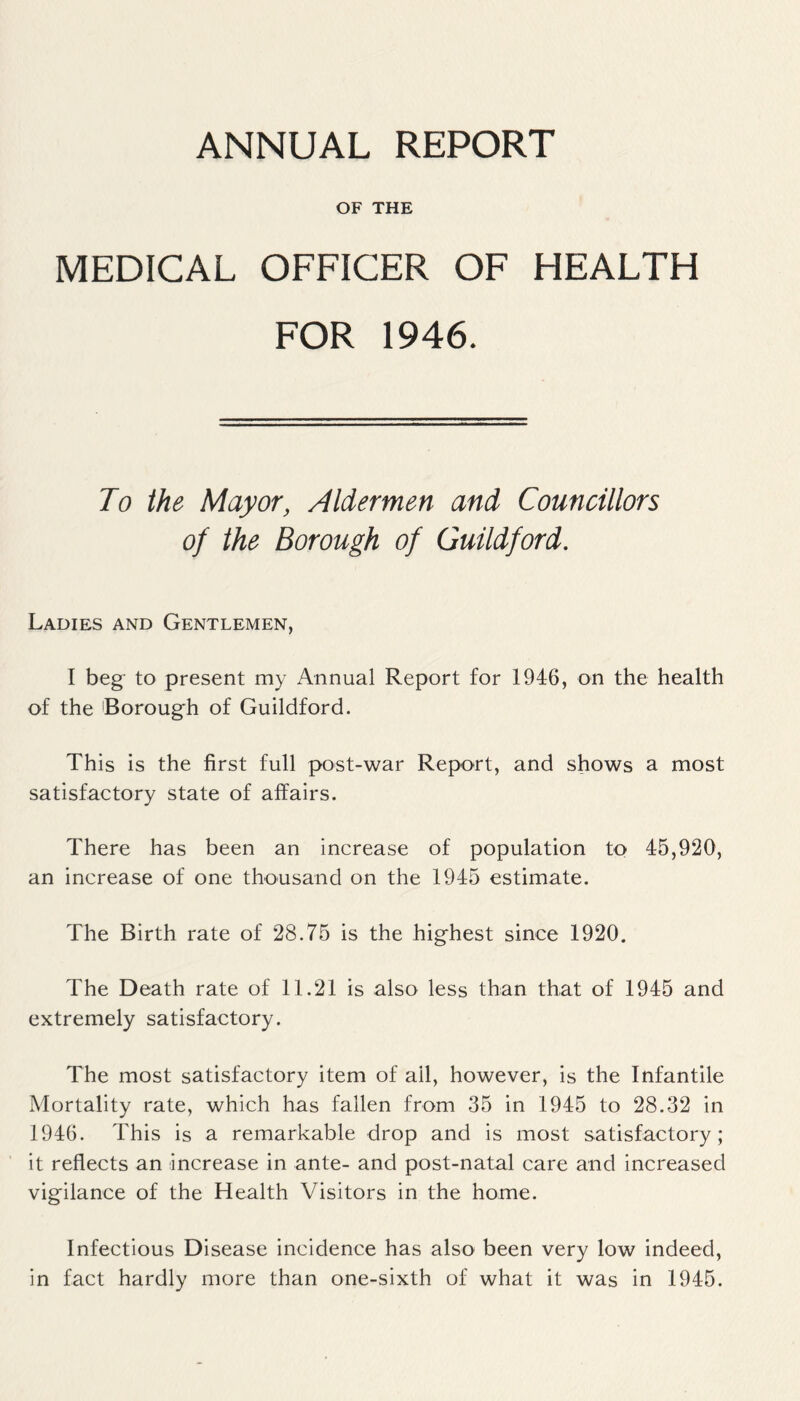 ANNUAL REPORT
OF THE
MEDICAL OFFICER OF HEALTH
FOR 1946.
To the Mayor, Aldermen and Councillors
of the Borough of Guildford.
LADIES AND GENTLEMEN,
I beg to present my Annual Report for 1946, on the health
of the Borough of Guildford.
This is the first full post-war Report, and shows a most
satisfactory state of affairs.
There has been an increase of population to 45,920,
an increase of one thousand on the 1945 estimate.
The Birth rate of 28.75 is the highest since 1920.
The Death rate of 11.21 is also less than that of 1945 and
extremely satisfactory.
The most satisfactory item of all, however, is the Infantile
Mortality rate, which has fallen from 35 in 1945 to 28.32 in
1946. This is a remarkable drop and is most satisfactory;
it reflects an increase in ante- and post-natal care and increased
vigilance of the Health Visitors in the home.
Infectious Disease incidence has also been very low indeed,
in fact hardly more than one-sixth of what it was in 1945.